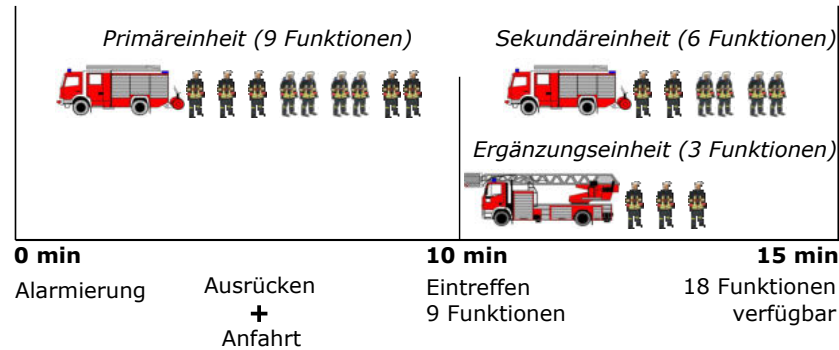 Primäreinheit (9 Funktionen)
Sekundäreinheit (6 Funktionen)
Ergänzungseinheit (3 Funktionen)
0 min
10 min
15 min
Alarmierung
Ausrücken
+
Anfahrt
Eintreffen
9 Funktionen
18 Funktionen
verfügbar